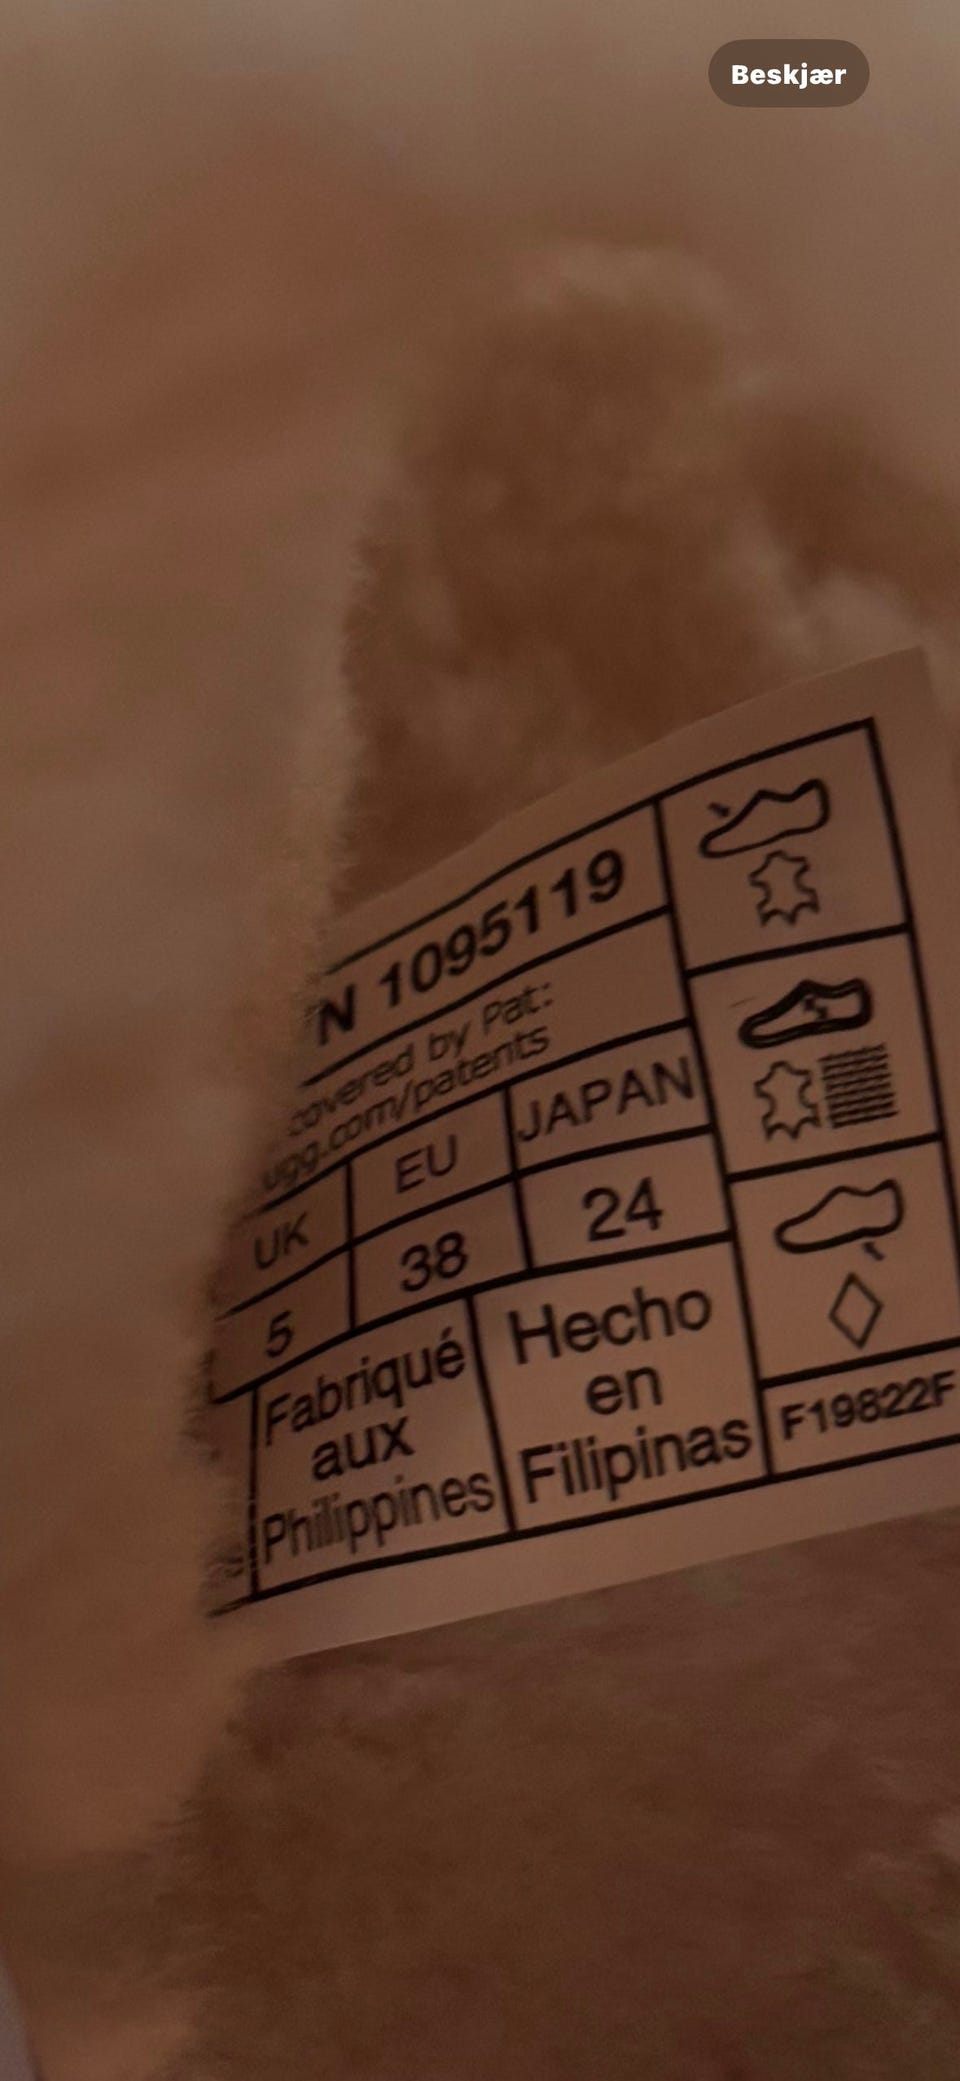 Beskjær
N 1095119
covered by Pat:
ugg.com/patents
UK EU JAPAN
5 38 24
Fabriqué
aux
Philippines
Hecho
en
Filipinas
F19822F